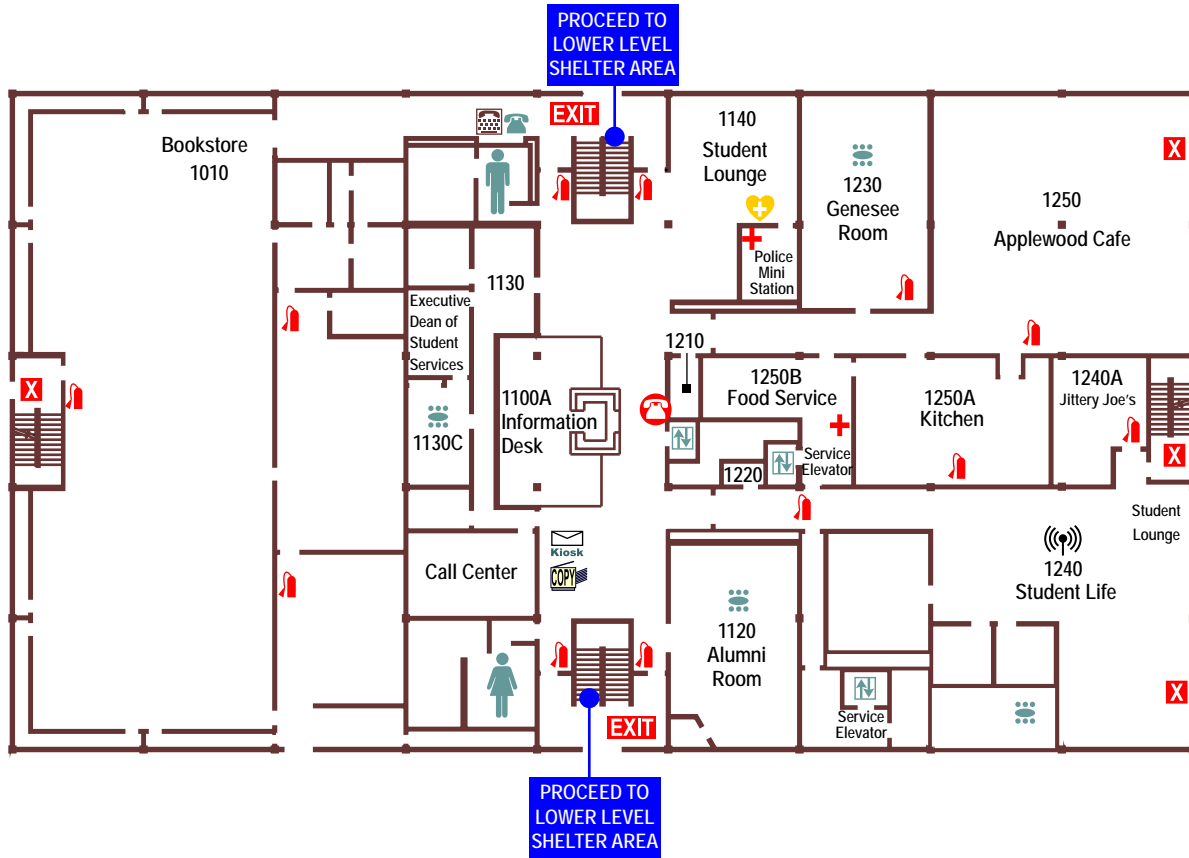 PROCEED TO
LOWER LEVEL
SHELTER AREA
EXIT
Bookstore
1010
1140
Student
Lounge
1230
Genesee
Room
1250
Applewood Cafe
X
Police
Mini
Station
1130
Executive
Dean of
Student
Services
1210
X
1100A
Information
Desk
1130C
1250B
Food Service
1250A
Kitchen
1240A
Jittery Joe's
Service
Elevator
1220
X
Student
Lounge
Kiosk
COPY
Call Center
1240
Student Life
1120
Alumni
Room
Service
Elevator
X
EXIT
PROCEED TO
LOWER LEVEL
SHELTER AREA